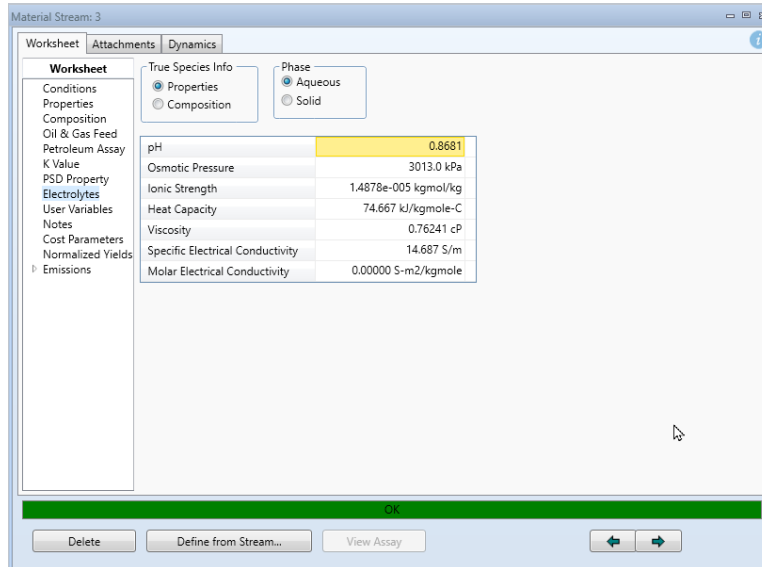 Material Stream: 3
Worksheet Attachments Dynamics
Worksheet
Conditions
Properties
Composition
Oil & Gas Feed
Petroleum Assay
K Value
PSD Property
Electrolytes
User Variables
Notes
Cost Parameters
Normalized Yields
Emissions
True Species Info
Properties
Composition
Phase
Aqueous
Solid
pH 0.8681
Osmotic Pressure 3013.0 kPa
Ionic Strength 1.4878e-005 kgmol/kg
Heat Capacity 74.667 kJ/kgmole-C
Viscosity 0.76241 cP
Specific Electrical Conductivity 14.687 S/m
Molar Electrical Conductivity 0.00000 S-m2/kgmole
OK
Delete Define from Stream... View Assay